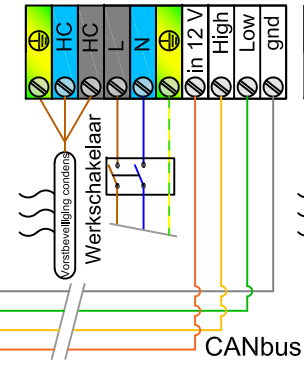 HC
HC
L
N
in 12 V
High
Low
gnd
Vorstbeveiliging condens
Werkschakelaar
CANbus